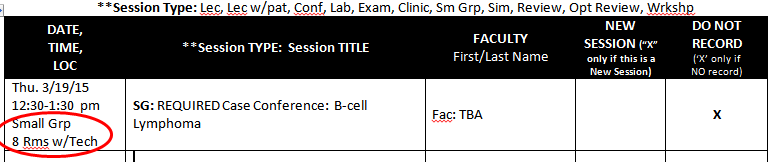 **Session Type: Lec, Lec w/pat, Conf, Lab, Exam, Clinic, Sm Grp, Sim, Review, Opt Review, Wrkshp
DATE,
TIME,
LOC
**Session TYPE: Session TITLE
FACULTY
First/Last Name
NEW
SESSION ("X"
only if this is a
New Session)
DO NOT
RECORD
('X' only if
NO record)
Thu. 3/19/15
12:30-1:30 pm
Small Grp
8 Rms w/Tech
SG: REQUIRED Case Conference: B-cell
Lymphoma
Fac: TBA
X